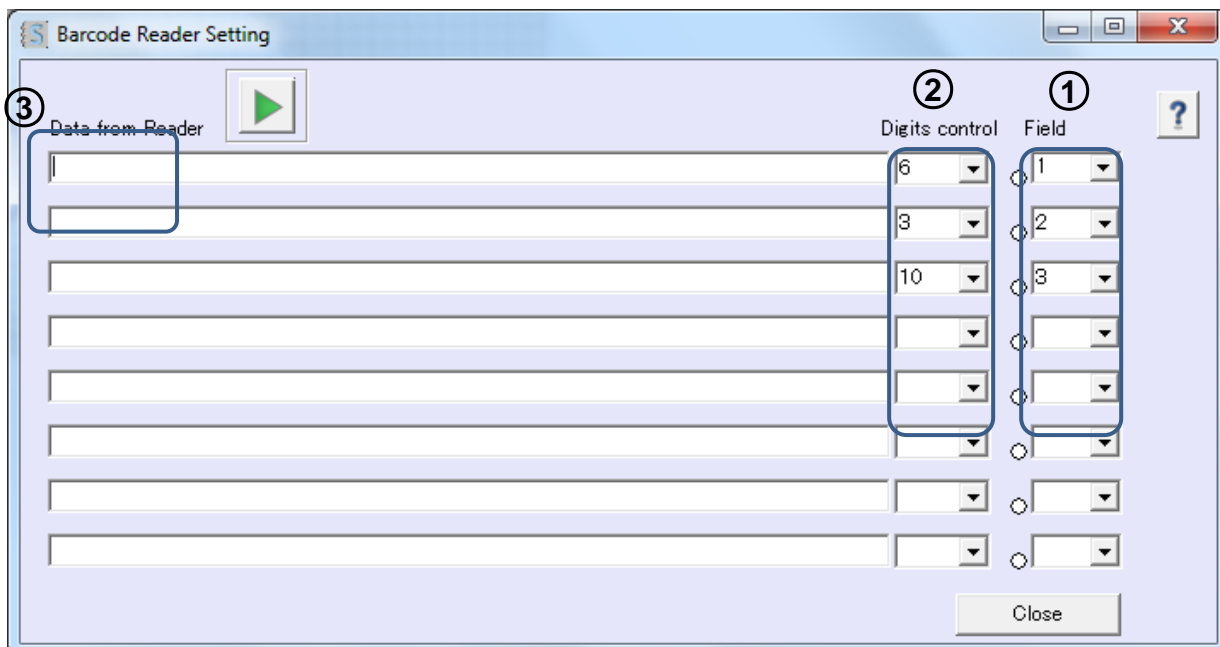 Barcode Reader Setting
③ ② ①
Data from Reader Digits control Field ?
6 1
3 2
10 3
Close